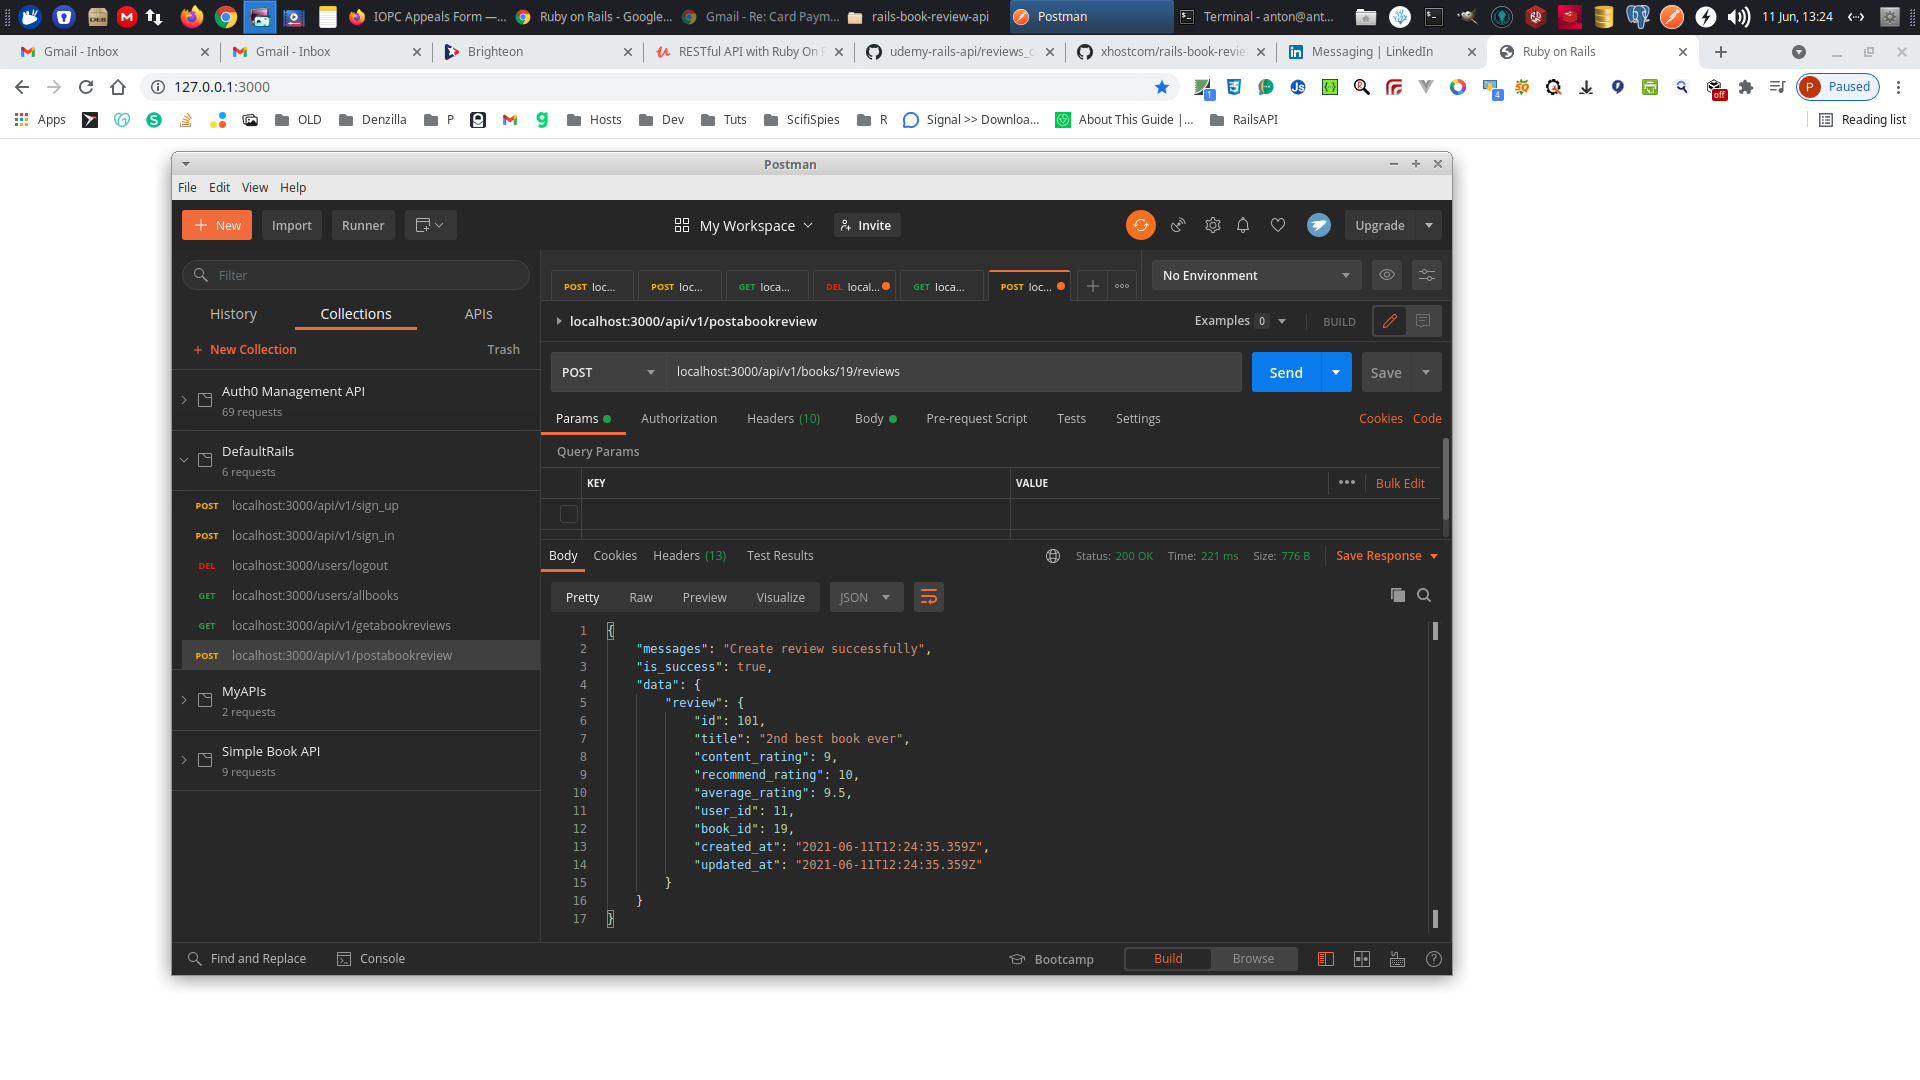 IOPC Appeals Form —...
Ruby on Rails - Google...
Gmail - Re: Card Paym...
rails-book-review-api
Postman
Terminal - anton@ant...
11 Jun, 13:24
Gmail - Inbox
Gmail - Inbox
Brighteon
RESTful API with Ruby On R
udemy-rails-api/reviews_c
xhostcom/rails-book-revie
Messaging | LinkedIn
Ruby on Rails
127.0.0.1:3000
1
4
off
P Paused
Apps
OLD
Denzilla
P
Hosts
Dev
Tuts
ScifiSpies
R
Signal >> Downloa...
About This Guide |...
RailsAPI
Reading list
Postman
File Edit View Help
New
Import
Runner
My Workspace
Invite
Upgrade
Filter
POST loc...
POST loc...
GET loca...
DEL local...
GET loca...
POST loc...
No Environment
History
Collections
APIs
localhost:3000/api/v1/postabookreview
Examples 0
BUILD
+ New Collection
Trash
POST
localhost:3000/api/v1/books/19/reviews
Send
Save
Auth0 Management API
69 requests
Params
Authorization
Headers (10)
Body
Pre-request Script
Tests
Settings
Cookies
Code
DefaultRails
6 requests
Query Params
KEY
VALUE
Bulk Edit
POST localhost:3000/api/v1/sign_up
POST localhost:3000/api/v1/sign_in
DEL localhost:3000/users/logout
GET localhost:3000/users/allbooks
GET localhost:3000/api/v1/getabookreviews
POST localhost:3000/api/v1/postabookreview
MyAPIs
2 requests
Simple Book API
9 requests
Body
Cookies
Headers (13)
Test Results
Status: 200 OK
Time: 221 ms
Size: 776 B
Save Response
Pretty
Raw
Preview
Visualize
JSON
1 {
2 "messages": "Create review successfully",
3 "is_success": true,
4 "data": {
5 "review": {
6 "id": 101,
7 "title": "2nd best book ever",
8 "content_rating": 9,
9 "recommend_rating": 10,
10 "average_rating": 9.5,
11 "user_id": 11,
12 "book_id": 19,
13 "created_at": "2021-06-11T12:24:35.359Z",
14 "updated_at": "2021-06-11T12:24:35.359Z"
15 }
16 }
17 }
Find and Replace
Console
Bootcamp
Build
Browse